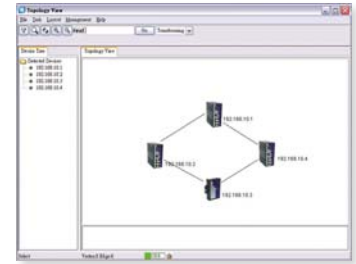 Topology View
File Tools Layout Management Help
Find
Go
Transforming
Device Tree
Topology View
Detected Devices
192.168.10.1
192.168.10.2
192.168.10.3
192.168.10.4
192.168.10.1
192.168.10.2
192.168.10.4
192.168.10.3
Select